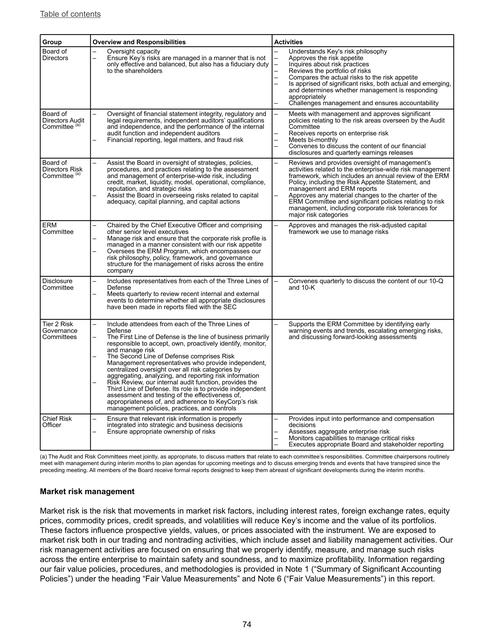 Table of contents
Group Overview and Responsibilities Activities
Board of
Directors
– Oversight capacity
– Ensure Key's risks are managed in a manner that is not
only effective and balanced, but also has a fiduciary duty
to the shareholders
– Understands Key's risk philosophy
– Approves the risk appetite
– Inquires about risk practices
– Reviews the portfolio of risks
– Compares the actual risks to the risk appetite
– Is apprised of significant risks, both actual and emerging,
and determines whether management is responding
appropriately
– Challenges management and ensures accountability
Board of
Directors Audit
Committee (a)
– Oversight of financial statement integrity, regulatory and
legal requirements, independent auditors' qualifications
and independence, and the performance of the internal
audit function and independent auditors
– Financial reporting, legal matters, and fraud risk
– Meets with management and approves significant
policies relating to the risk areas overseen by the Audit
Committee
– Receives reports on enterprise risk
– Meets bi-monthly
– Convenes to discuss the content of our financial
disclosures and quarterly earnings releases
Board of
Directors Risk
Committee (a)
– Assist the Board in oversight of strategies, policies,
procedures, and practices relating to the assessment
and management of enterprise-wide risk, including
credit, market, liquidity, model, operational, compliance,
reputation, and strategic risks
– Assist the Board in overseeing risks related to capital
adequacy, capital planning, and capital actions
– Reviews and provides oversight of management's
activities related to the enterprise-wide risk management
framework, which includes an annual review of the ERM
Policy, including the Risk Appetite Statement, and
management and ERM reports
– Approves any material changes to the charter of the
ERM Committee and significant policies relating to risk
management, including corporate risk tolerances for
major risk categories
ERM
Committee
– Chaired by the Chief Executive Officer and comprising
other senior level executives
– Manage risk and ensure that the corporate risk profile is
managed in a manner consistent with our risk appetite
– Oversees the ERM Program, which encompasses our
risk philosophy, policy, framework, and governance
structure for the management of risks across the entire
company
– Approves and manages the risk-adjusted capital
framework we use to manage risks
Disclosure
Committee
– Includes representatives from each of the Three Lines of
Defense
– Meets quarterly to review recent internal and external
events to determine whether all appropriate disclosures
have been made in reports filed with the SEC
– Convenes quarterly to discuss the content of our 10-Q
and 10-K
Tier 2 Risk
Governance
Committees
– Include attendees from each of the Three Lines of
Defense
– The First Line of Defense is the line of business primarily
responsible to accept, own, proactively identify, monitor,
and manage risk
– The Second Line of Defense comprises Risk
Management representatives who provide independent,
centralized oversight over all risk categories by
aggregating, analyzing, and reporting risk information
– Risk Review, our internal audit function, provides the
Third Line of Defense. Its role is to provide independent
assessment and testing of the effectiveness of,
appropriateness of, and adherence to KeyCorp's risk
management policies, practices, and controls
– Supports the ERM Committee by identifying early
warning events and trends, escalating emerging risks,
and discussing forward-looking assessments
Chief Risk
Officer
– Ensure that relevant risk information is properly
integrated into strategic and business decisions
– Ensure appropriate ownership of risks
– Provides input into performance and compensation
decisions
– Assesses aggregate enterprise risk
– Monitors capabilities to manage critical risks
– Executes appropriate Board and stakeholder reporting
(a) The Audit and Risk Committees meet jointly, as appropriate, to discuss matters that relate to each committee's responsibilities. Committee chairpersons routinely
meet with management during interim months to plan agendas for upcoming meetings and to discuss emerging trends and events that have transpired since the
preceding meeting. All members of the Board receive formal reports designed to keep them abreast of significant developments during the interim months.
Market risk management
Market risk is the risk that movements in market risk factors, including interest rates, foreign exchange rates, equity
prices, commodity prices, credit spreads, and volatilities will reduce Key's income and the value of its portfolios.
These factors influence prospective yields, values, or prices associated with the instrument. We are exposed to
market risk both in our trading and nontrading activities, which include asset and liability management activities. Our
risk management activities are focused on ensuring that we properly identify, measure, and manage such risks
across the entire enterprise to maintain safety and soundness, and to maximize profitability. Information regarding
our fair value policies, procedures, and methodologies is provided in Note 1 (“Summary of Significant Accounting
Policies”) under the heading “Fair Value Measurements” and Note 6 (“Fair Value Measurements”) in this report.
74